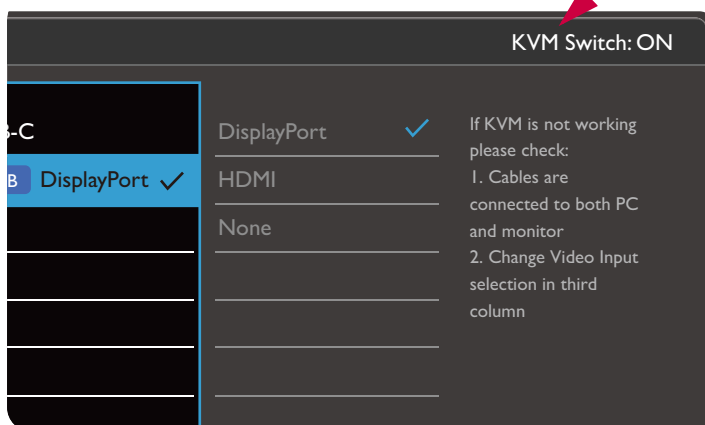 KVM Switch: ON
-C
B DisplayPort
DisplayPort
HDMI
None
If KVM is not working
please check:
1. Cables are
connected to both PC
and monitor
2. Change Video Input
selection in third
column